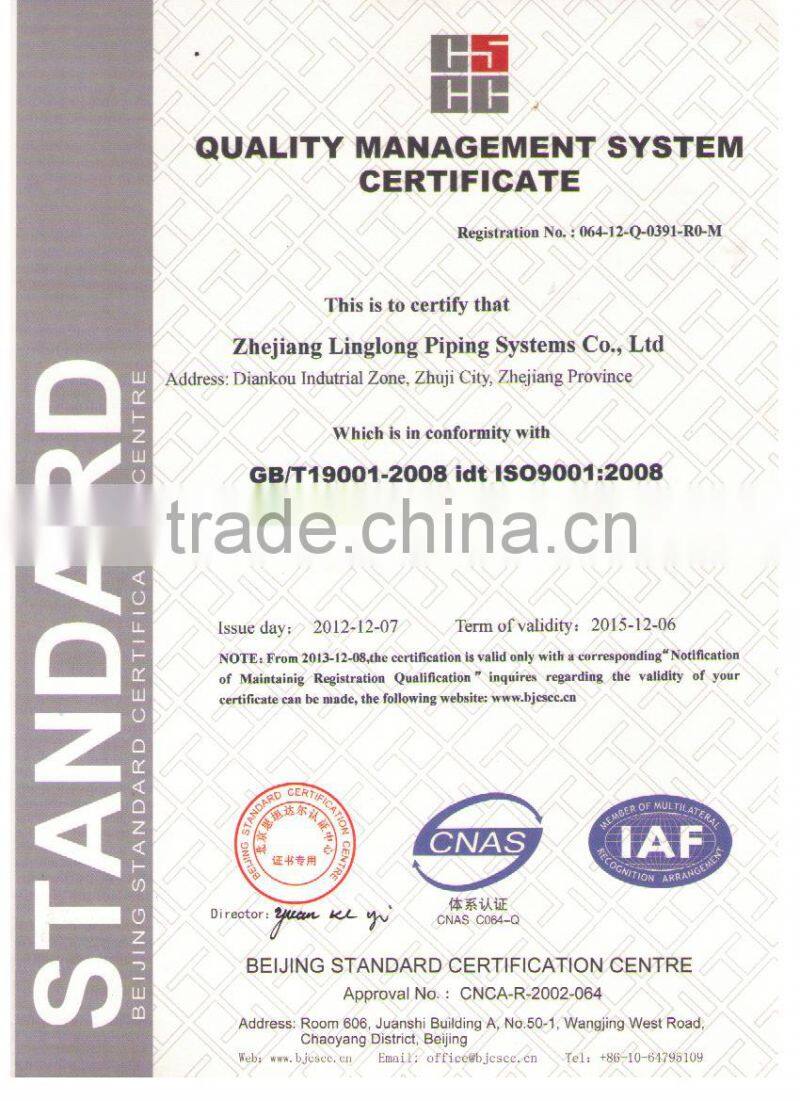 CS
CC
QUALITY MANAGEMENT SYSTEM
CERTIFICATE
Registration No. : 064-12-Q-0391-R0-M
This is to certify that
Zhejiang Linglong Piping Systems Co., Ltd
Address: Diankou Indutrial Zone, Zhuji City, Zhejiang Province
Which is in conformity with
GB/T19001-2008 idt ISO9001:2008
trade.china.cn
Issue day: 2012-12-07 Term of validity: 2015-12-06
NOTE: From 2013-12-08,the certification is valid only with a corresponding“Notification
of Maintainig Registration Qualification” inquires regarding the validity of your
certificate can be made, the following website: www.bjcscc.cn
BEIJING STANDARD CERTIFICATION CENTRE
证书专用
CNAS
体系认证
CNAS C064-Q
MEMBER OF MULTILATERAL
IAF
RECOGNITION ARRANGEMENT
Director:
BEIJING STANDARD CERTIFICATION CENTRE
Approval No. : CNCA-R-2002-064
Address: Room 606, Juanshi Building A, No.50-1, Wangjing West Road,
Chaoyang District, Beijing
Web: www.bjcscc.cn Email: office@bjcscc.cn Tel: +86-10-64795109
STANDARD
BEIJING STANDARD CERTIFICA CENTRE